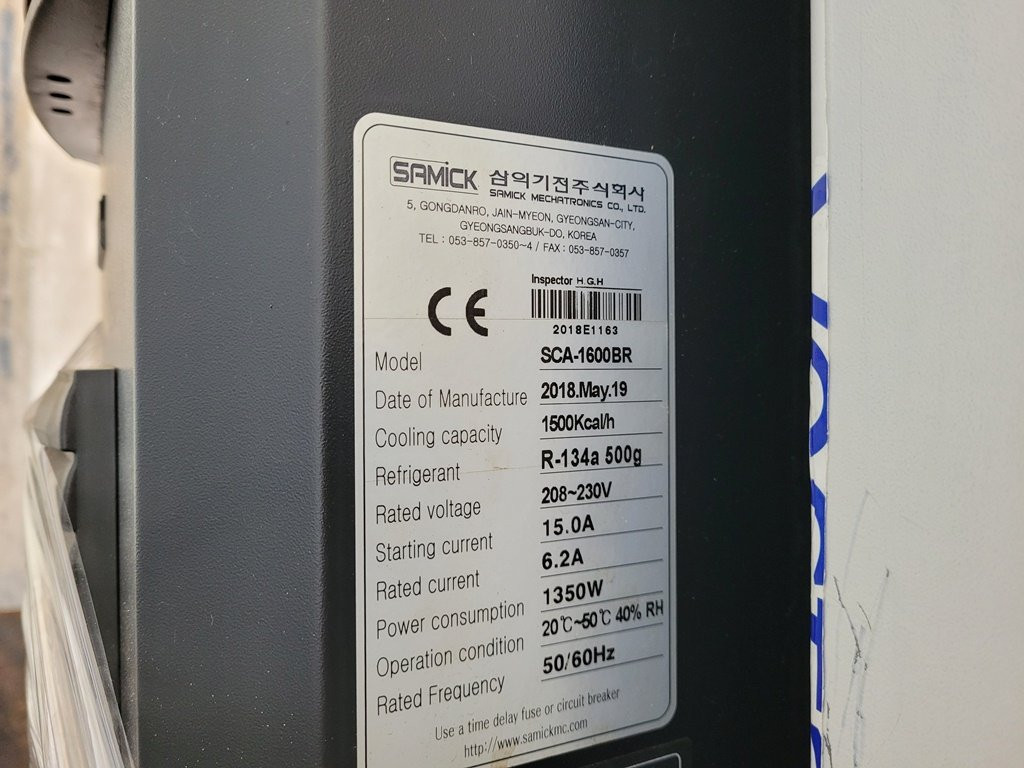 SAMiCK 삼익기전주식회사
SAMICK MECHATRONICS CO., LTD.
5, GONGDANRO, JAIN-MYEON, GYEONGSAN-CITY,
GYEONGSANGBUK-DO, KOREA
TEL : 053-857-0350~4 / FAX : 053-857-0357
Inspector H.G.H
CE
2018E1163
Model SCA-1600BR
Date of Manufacture 2018.May.19
Cooling capacity 1500Kcal/h
Refrigerant R-134a 500g
Rated voltage 208~230V
Starting current 15.0A
Rated current 6.2A
Power consumption 1350W
Operation condition 20℃~50℃ 40% RH
Rated Frequency 50/60Hz
Use a time delay fuse or circuit breaker
http://www.samickmc.com